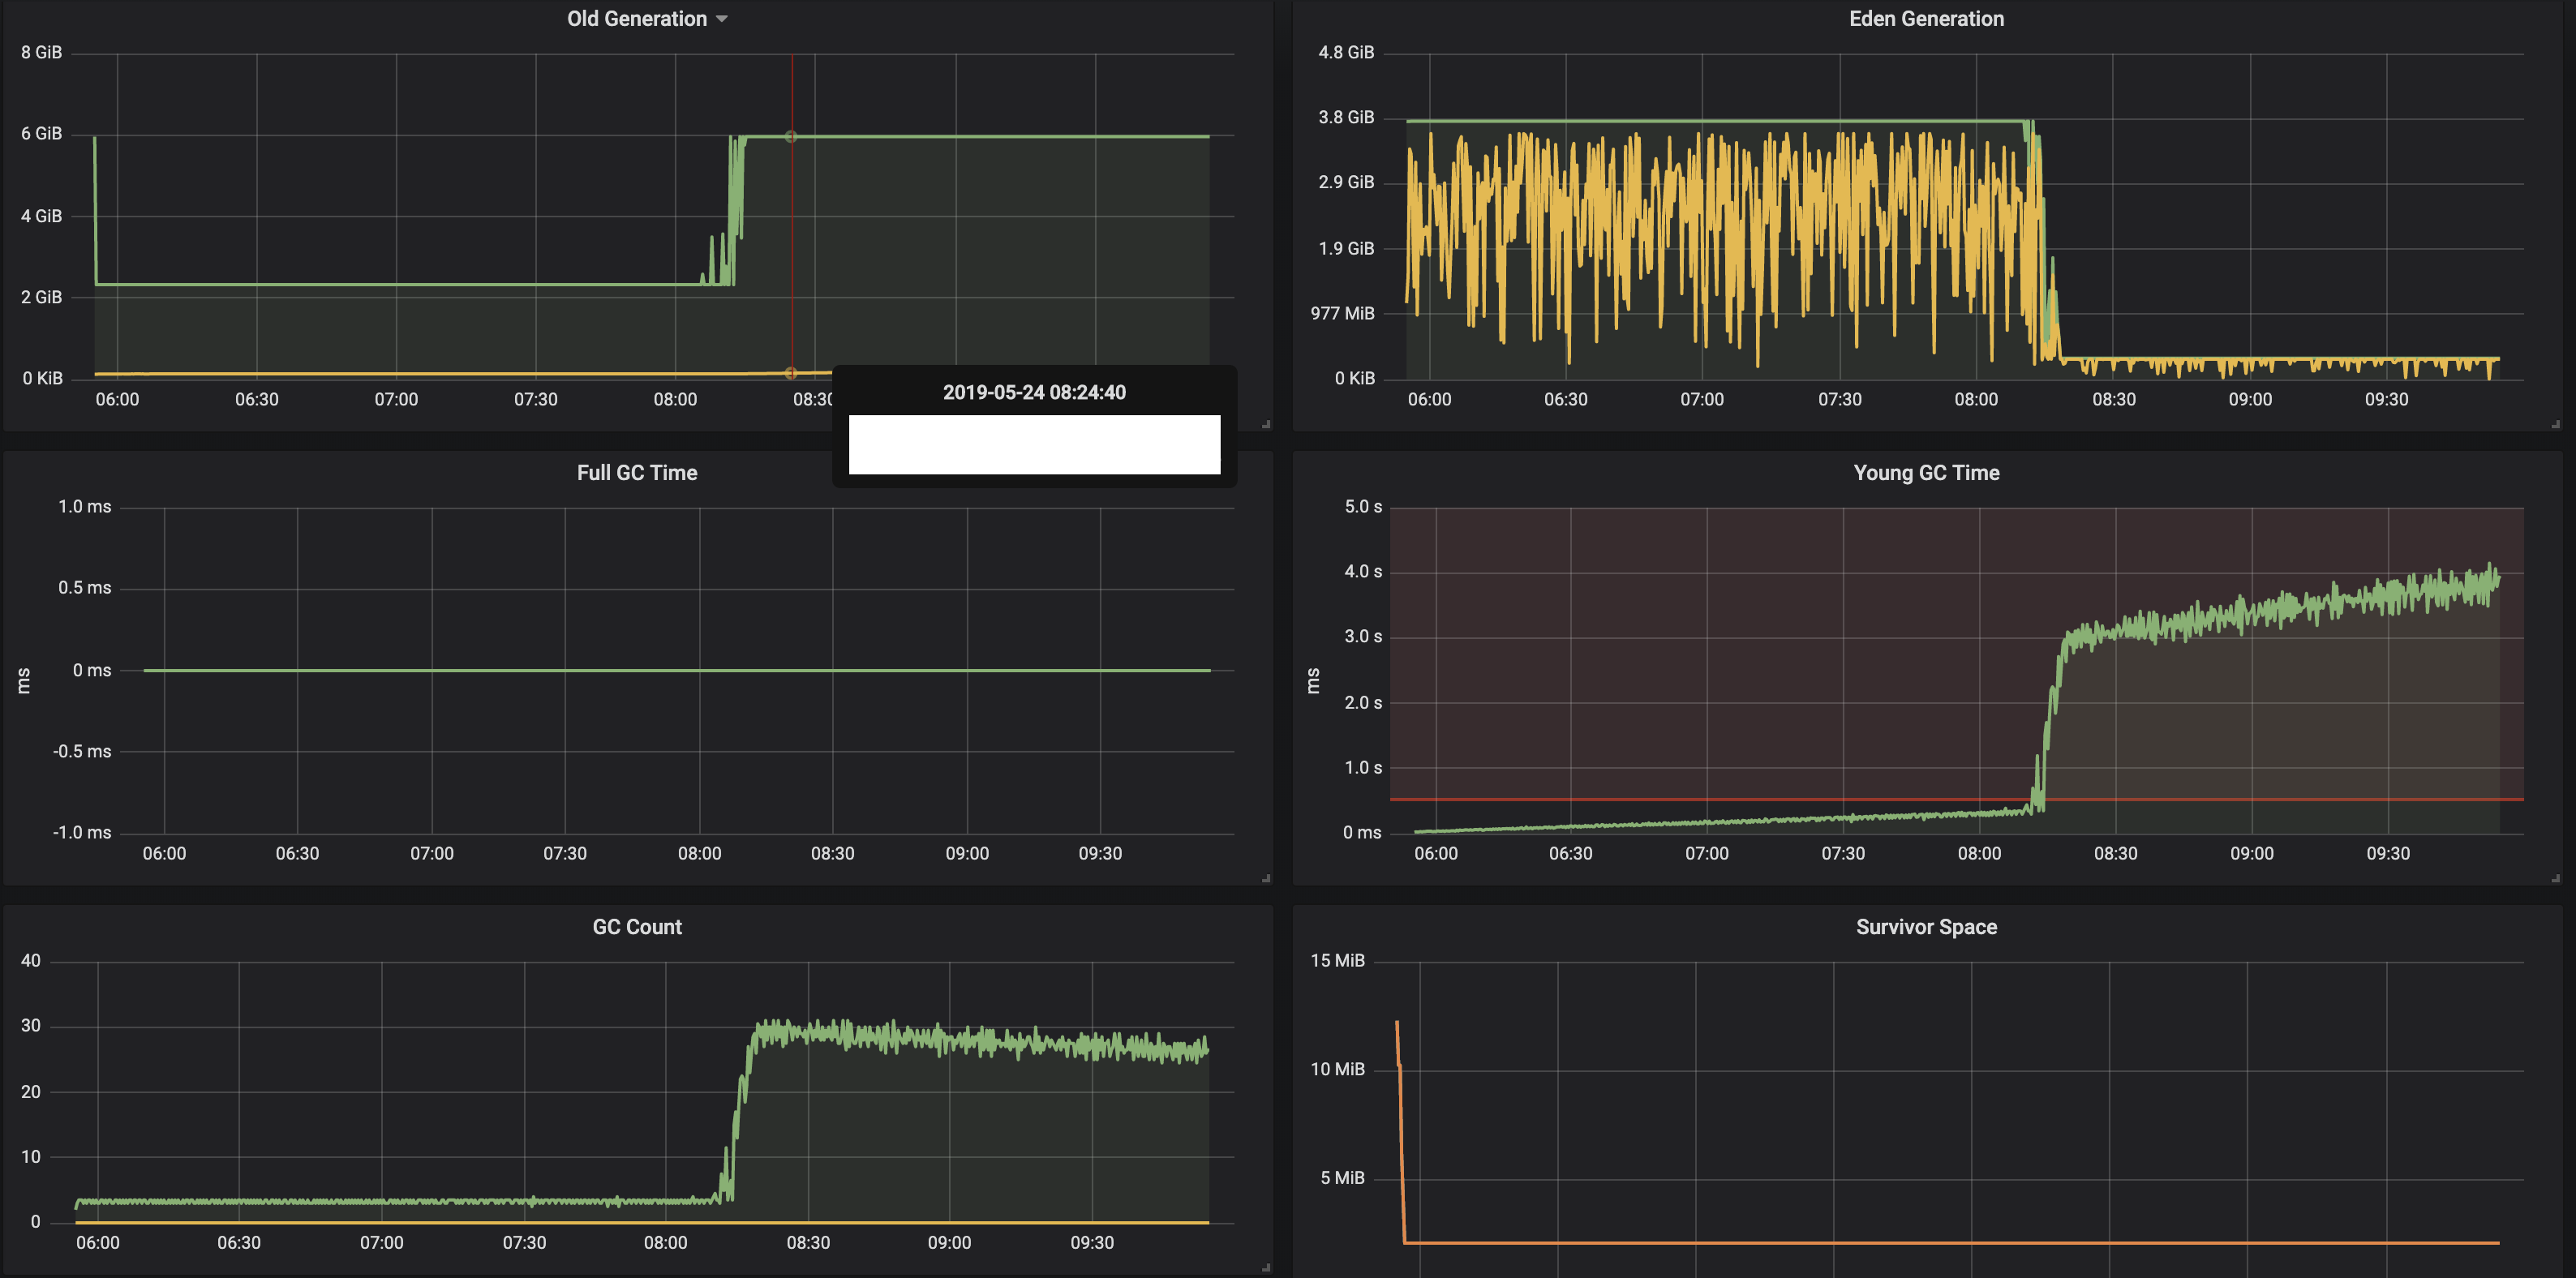 Old Generation
8 GiB
6 GiB
4 GiB
2 GiB
0 KiB
06:00 06:30 07:00 07:30 08:00 08:30
2019-05-24 08:24:40
Eden Generation
4.8 GiB
3.8 GiB
2.9 GiB
1.9 GiB
977 MiB
0 KiB
06:00 06:30 07:00 07:30 08:00 08:30 09:00 09:30
Full GC Time
ms
1.0 ms
0.5 ms
0 ms
-0.5 ms
-1.0 ms
06:00 06:30 07:00 07:30 08:00 08:30 09:00 09:30
Young GC Time
ms
5.0 s
4.0 s
3.0 s
2.0 s
1.0 s
0 ms
06:00 06:30 07:00 07:30 08:00 08:30 09:00 09:30
GC Count
40
30
20
10
0
06:00 06:30 07:00 07:30 08:00 08:30 09:00 09:30
Survivor Space
15 MiB
10 MiB
5 MiB